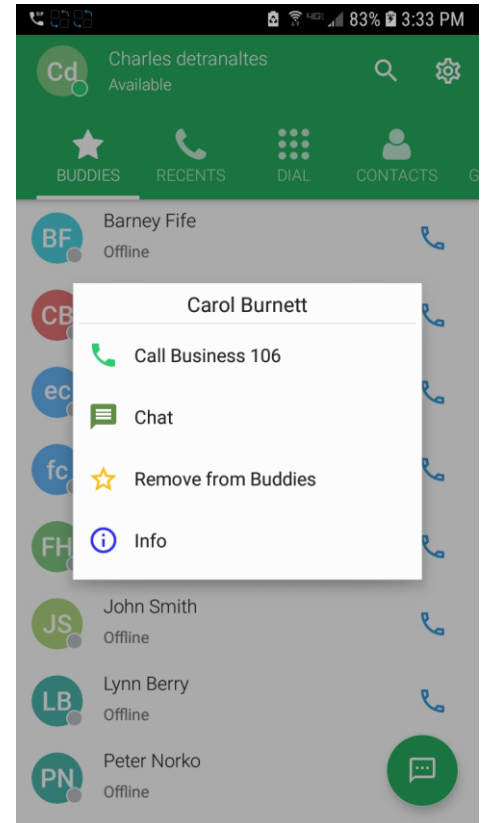 83% 3:33 PM
Cd
Charles detranaltes
Available
BUDDIES RECENTS DIAL CONTACTS G
BF
Barney Fife
Offline
CB
Carol Burnett
Call Business 106
ec
Chat
fc
Remove from Buddies
FH
Info
JS
John Smith
Offline
LB
Lynn Berry
Offline
PN
Peter Norko
Offline